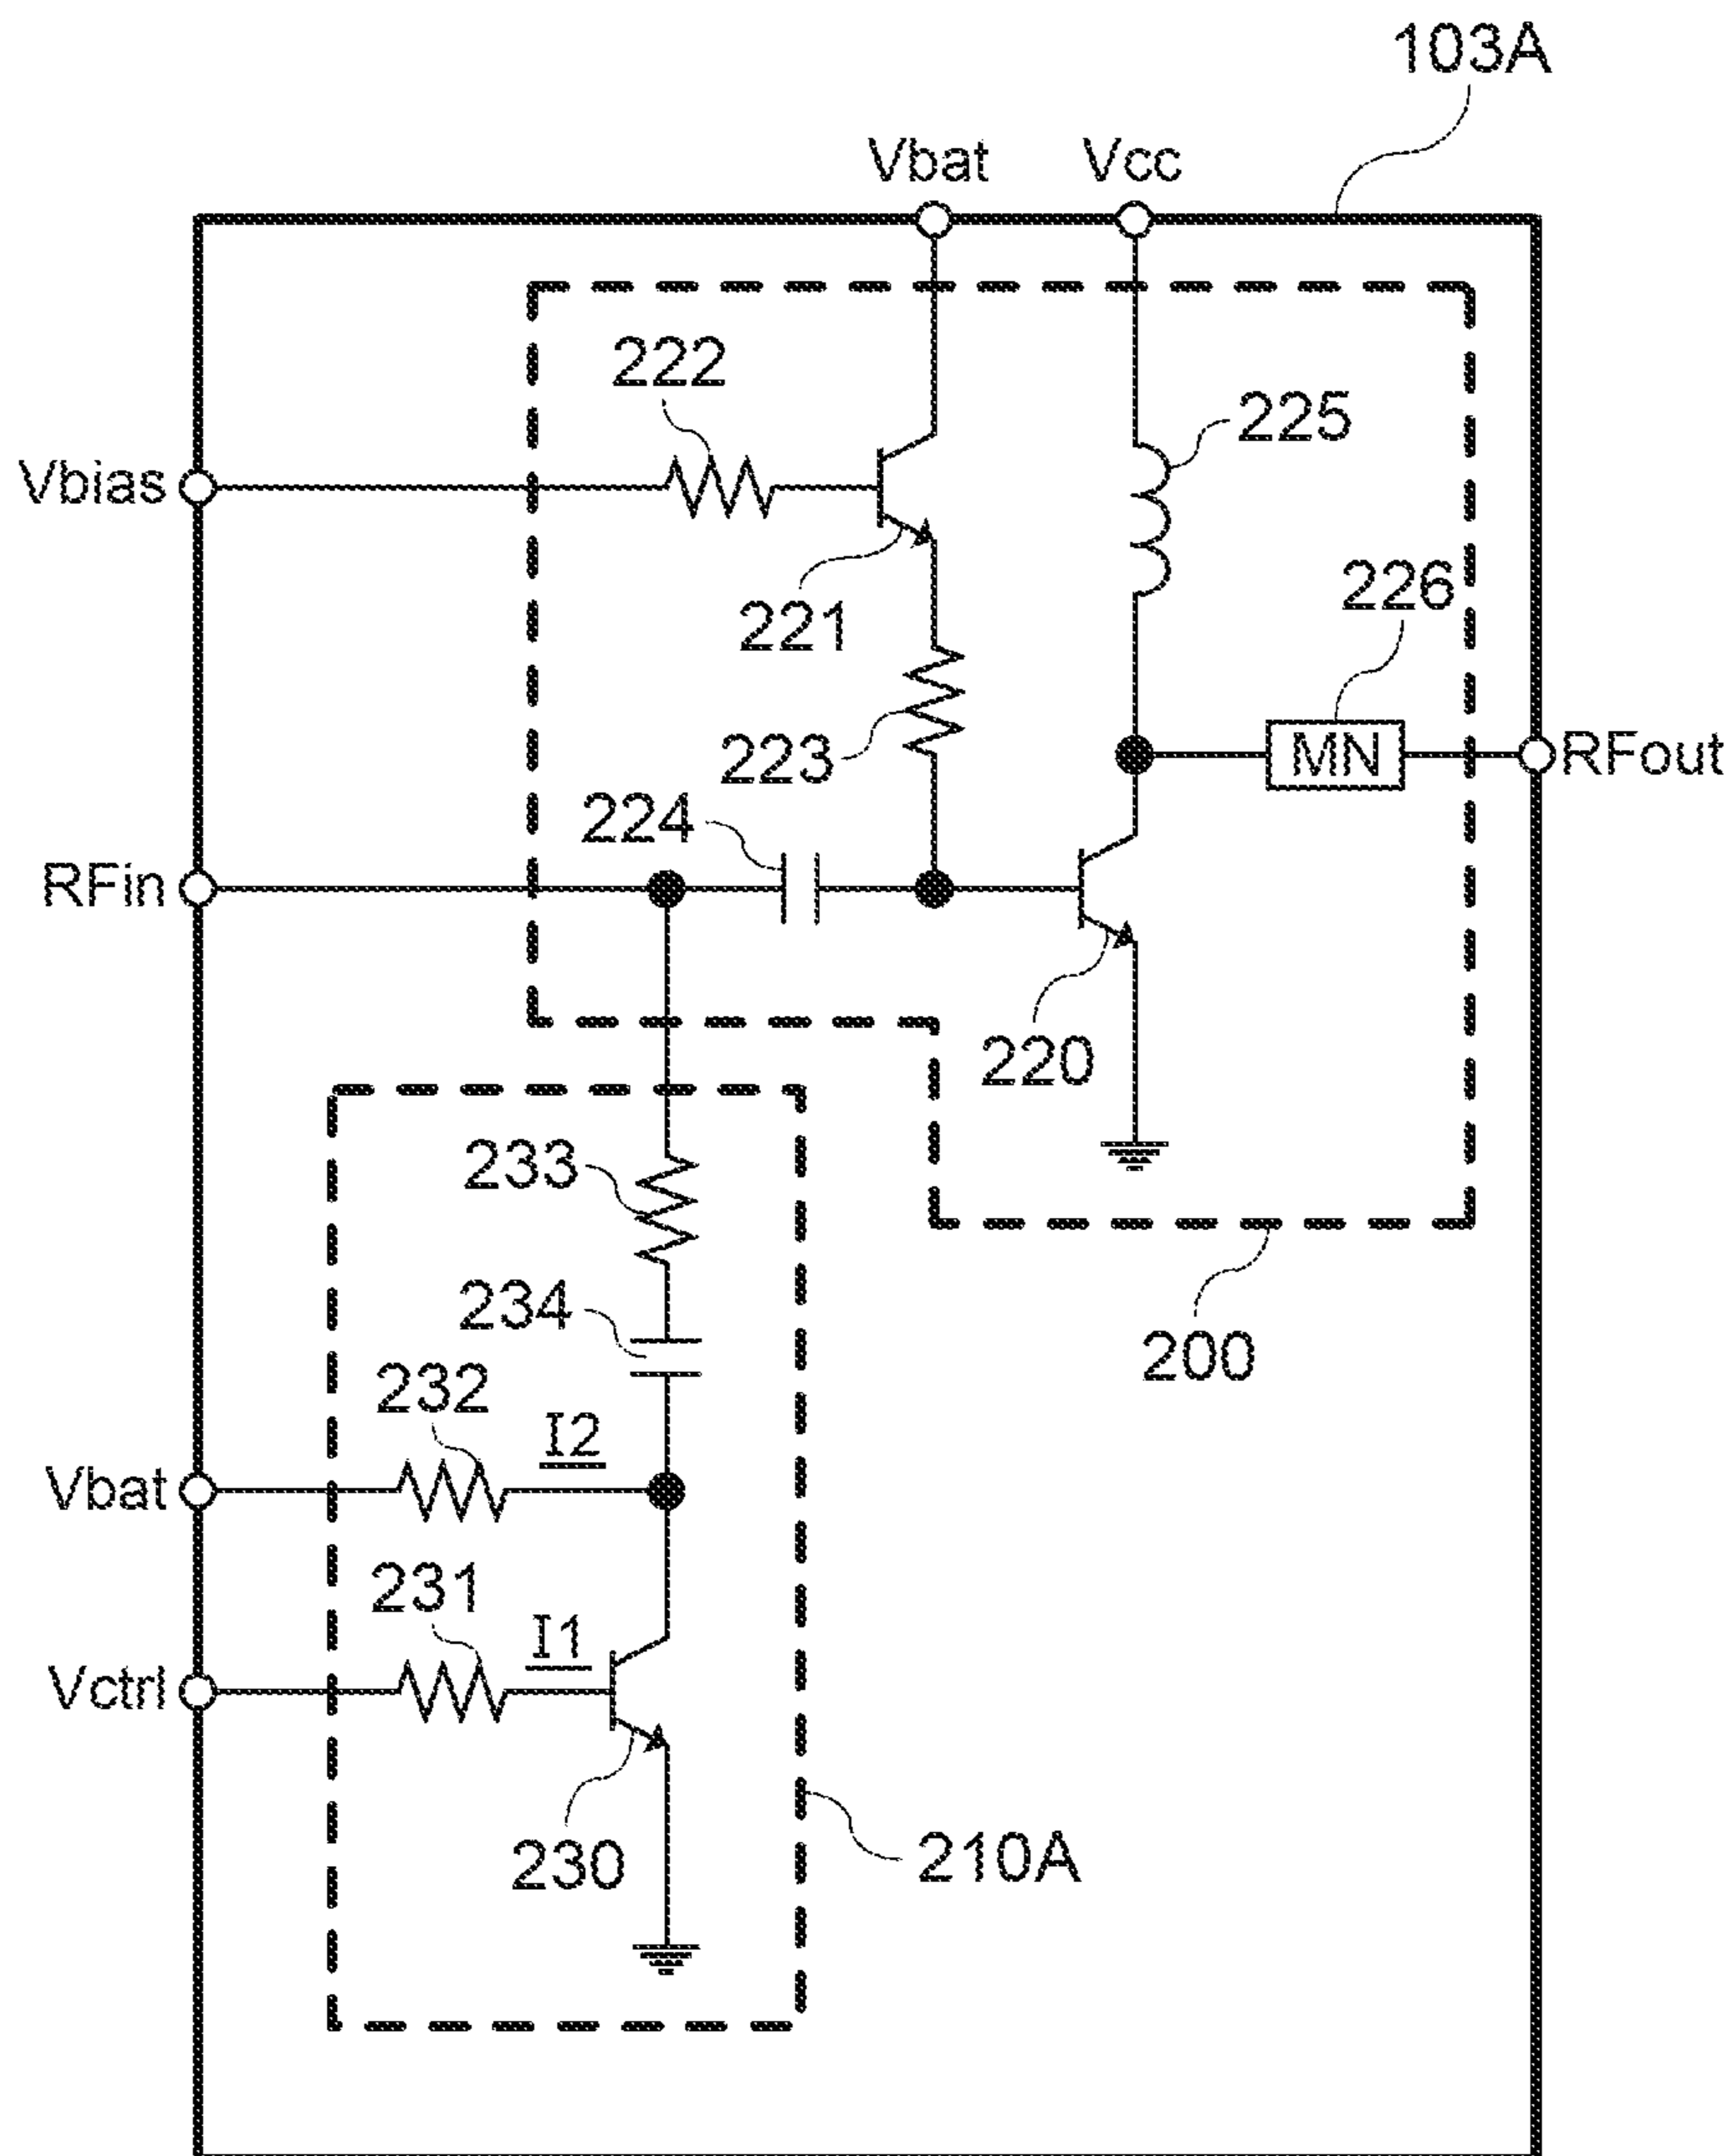 103A
Vbat Vcc
222
225
Vbias
226
221
223
MN
RFout
224
RFin
220
233
234
200
232
I2
Vbat
231
I1
Vctrl
230
210A